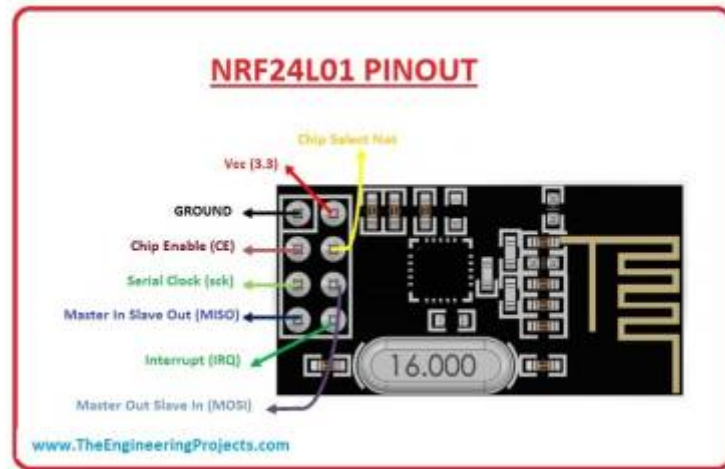 NRF24L01 PINOUT
Chip Select Not
Vcc (3.3)
GROUND
Chip Enable (CE)
Serial Clock (sck)
Master In Slave Out (MISO)
Interrupt (IRQ)
16.000
Master Out Slave In (MOSI)
www.TheEngineeringProjects.com